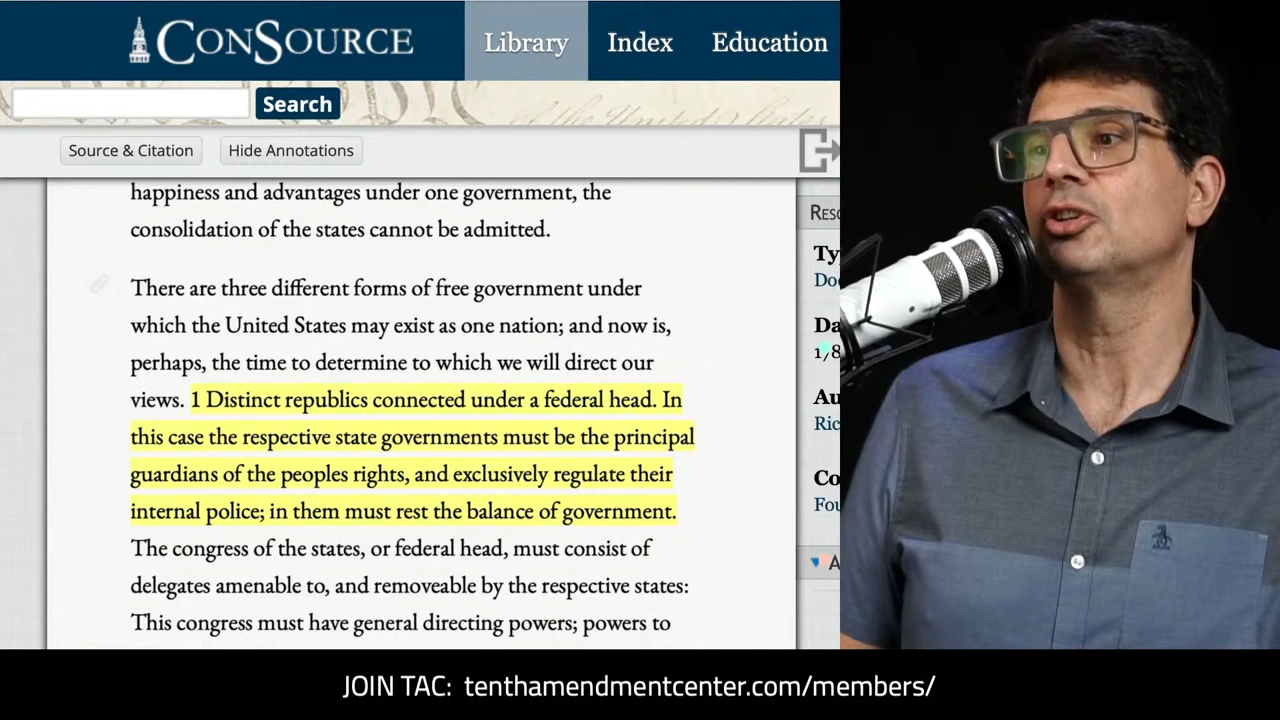 CONSOURCE
Library
Index
Education
Search
Source & Citation
Hide Annotations
happiness and advantages under one government, the
consolidation of the states cannot be admitted.
There are three different forms of free government under
which the United States may exist as one nation; and now is,
perhaps, the time to determine to which we will direct our
views. 1 Distinct republics connected under a federal head. In
this case the respective state governments must be the principal
guardians of the peoples rights, and exclusively regulate their
internal police; in them must rest the balance of government.
The congress of the states, or federal head, must consist of
delegates amenable to, and removeable by the respective states:
This congress must have general directing powers; powers to
JOIN TAC: tenthamendmentcenter.com/members/